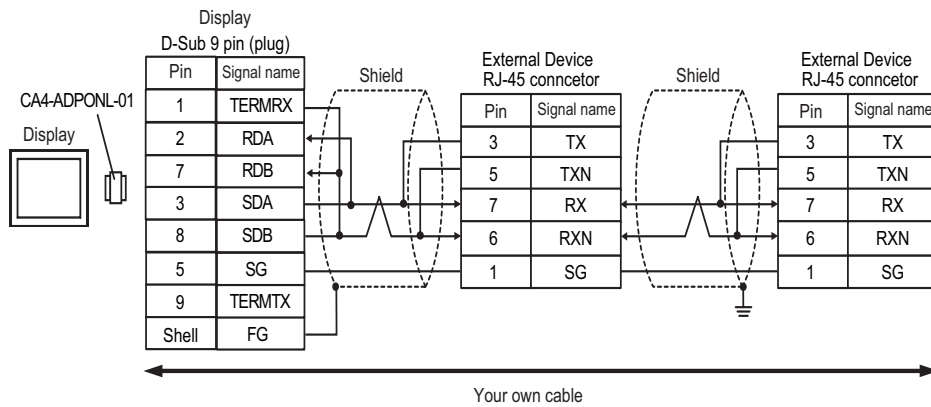 Display
D-Sub 9 pin (plug)
Pin Signal name
1 TERMRX
2 RDA
7 RDB
3 SDA
8 SDB
5 SG
9 TERMTX
Shell FG
CA4-ADPONL-01
Display
Shield
External Device
RJ-45 conncetor
Pin Signal name
3 TX
5 TXN
7 RX
6 RXN
1 SG
Shield
External Device
RJ-45 conncetor
Pin Signal name
3 TX
5 TXN
7 RX
6 RXN
1 SG
Your own cable